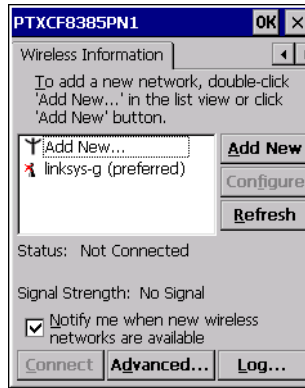 PTXCF8385PN1 OK ×
Wireless Information
To add a new network, double-click
'Add New...' in the list view or click
'Add New' button.
Add New...
linksys-g (preferred)
Add New
Configure
Refresh
Status: Not Connected
Signal Strength: No Signal
Notify me when new wireless
networks are available
Connect Advanced... Log...